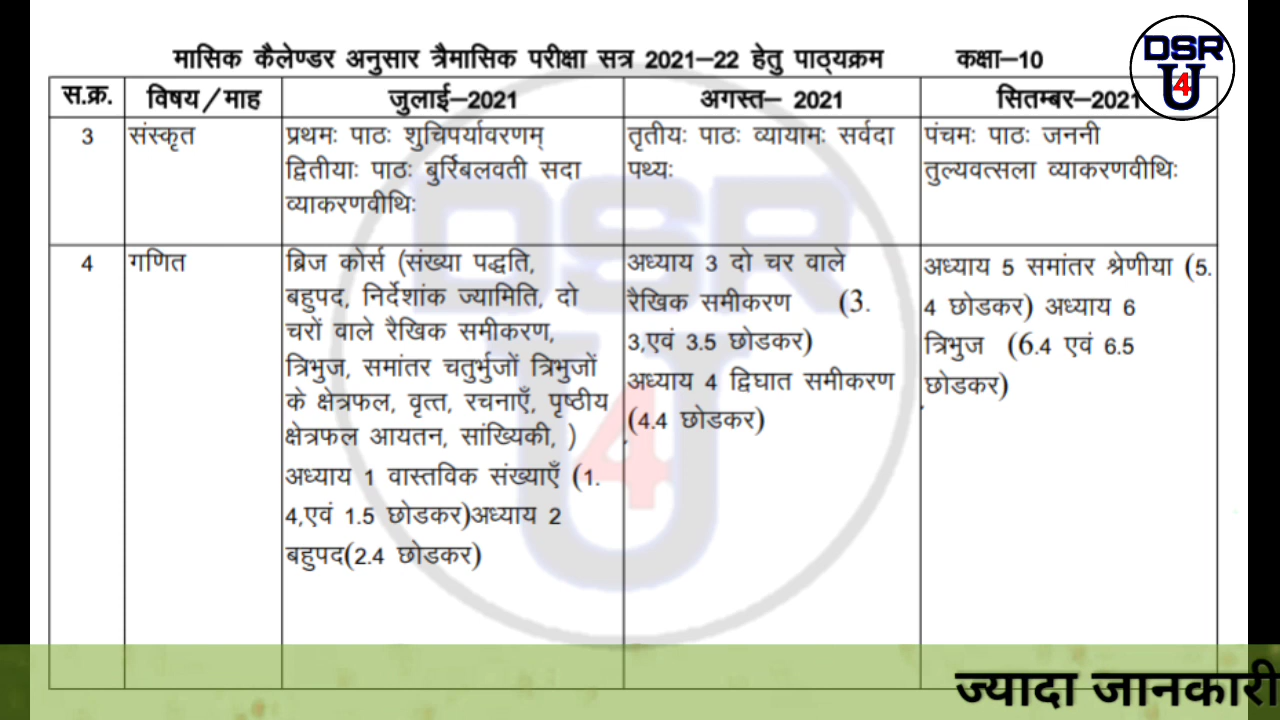 मासिक कैलेण्डर अनुसार त्रैमासिक परीक्षा सत्र 2021–22 हेतु पाठ्यक्रम कक्षा–10
DSR
U
4
स.क्र. विषय/माह जुलाई–2021 अगस्त– 2021 सितम्बर–2021
3 संस्कृत
प्रथमः पाठः शुचिपर्यावरणम्
द्वितीयाः पाठः बुर्रिबलवती सदा
व्याकरणवीथिः
तृतीयः पाठः व्यायामः सर्वदा
पथ्यः
पंचमः पाठः जननी
तुल्यवत्सला व्याकरणवीथिः
4 गणित
ब्रिज कोर्स (संख्या पद्धति,
बहुपद, निर्देशांक ज्यामिति, दो
चरों वाले रैखिक समीकरण,
त्रिभुज, समांतर चतुर्भुजों त्रिभुजों
के क्षेत्रफल, वृत्त, रचनाएँ, पृष्ठीय
क्षेत्रफल आयतन, सांख्यिकी, )
अध्याय 1 वास्तविक संख्याएँ (1.
4,एवं 1.5 छोडकर)अध्याय 2
बहुपद(2.4 छोडकर)
अध्याय 3 दो चर वाले
रैखिक समीकरण (3.
3,एवं 3.5 छोडकर)
अध्याय 4 द्विघात समीकरण
(4.4 छोडकर)
अध्याय 5 समांतर श्रेणीया (5.
4 छोडकर) अध्याय 6
त्रिभुज (6.4 एवं 6.5
छोडकर)
DSR
U
4
ज्यादा जानकारी